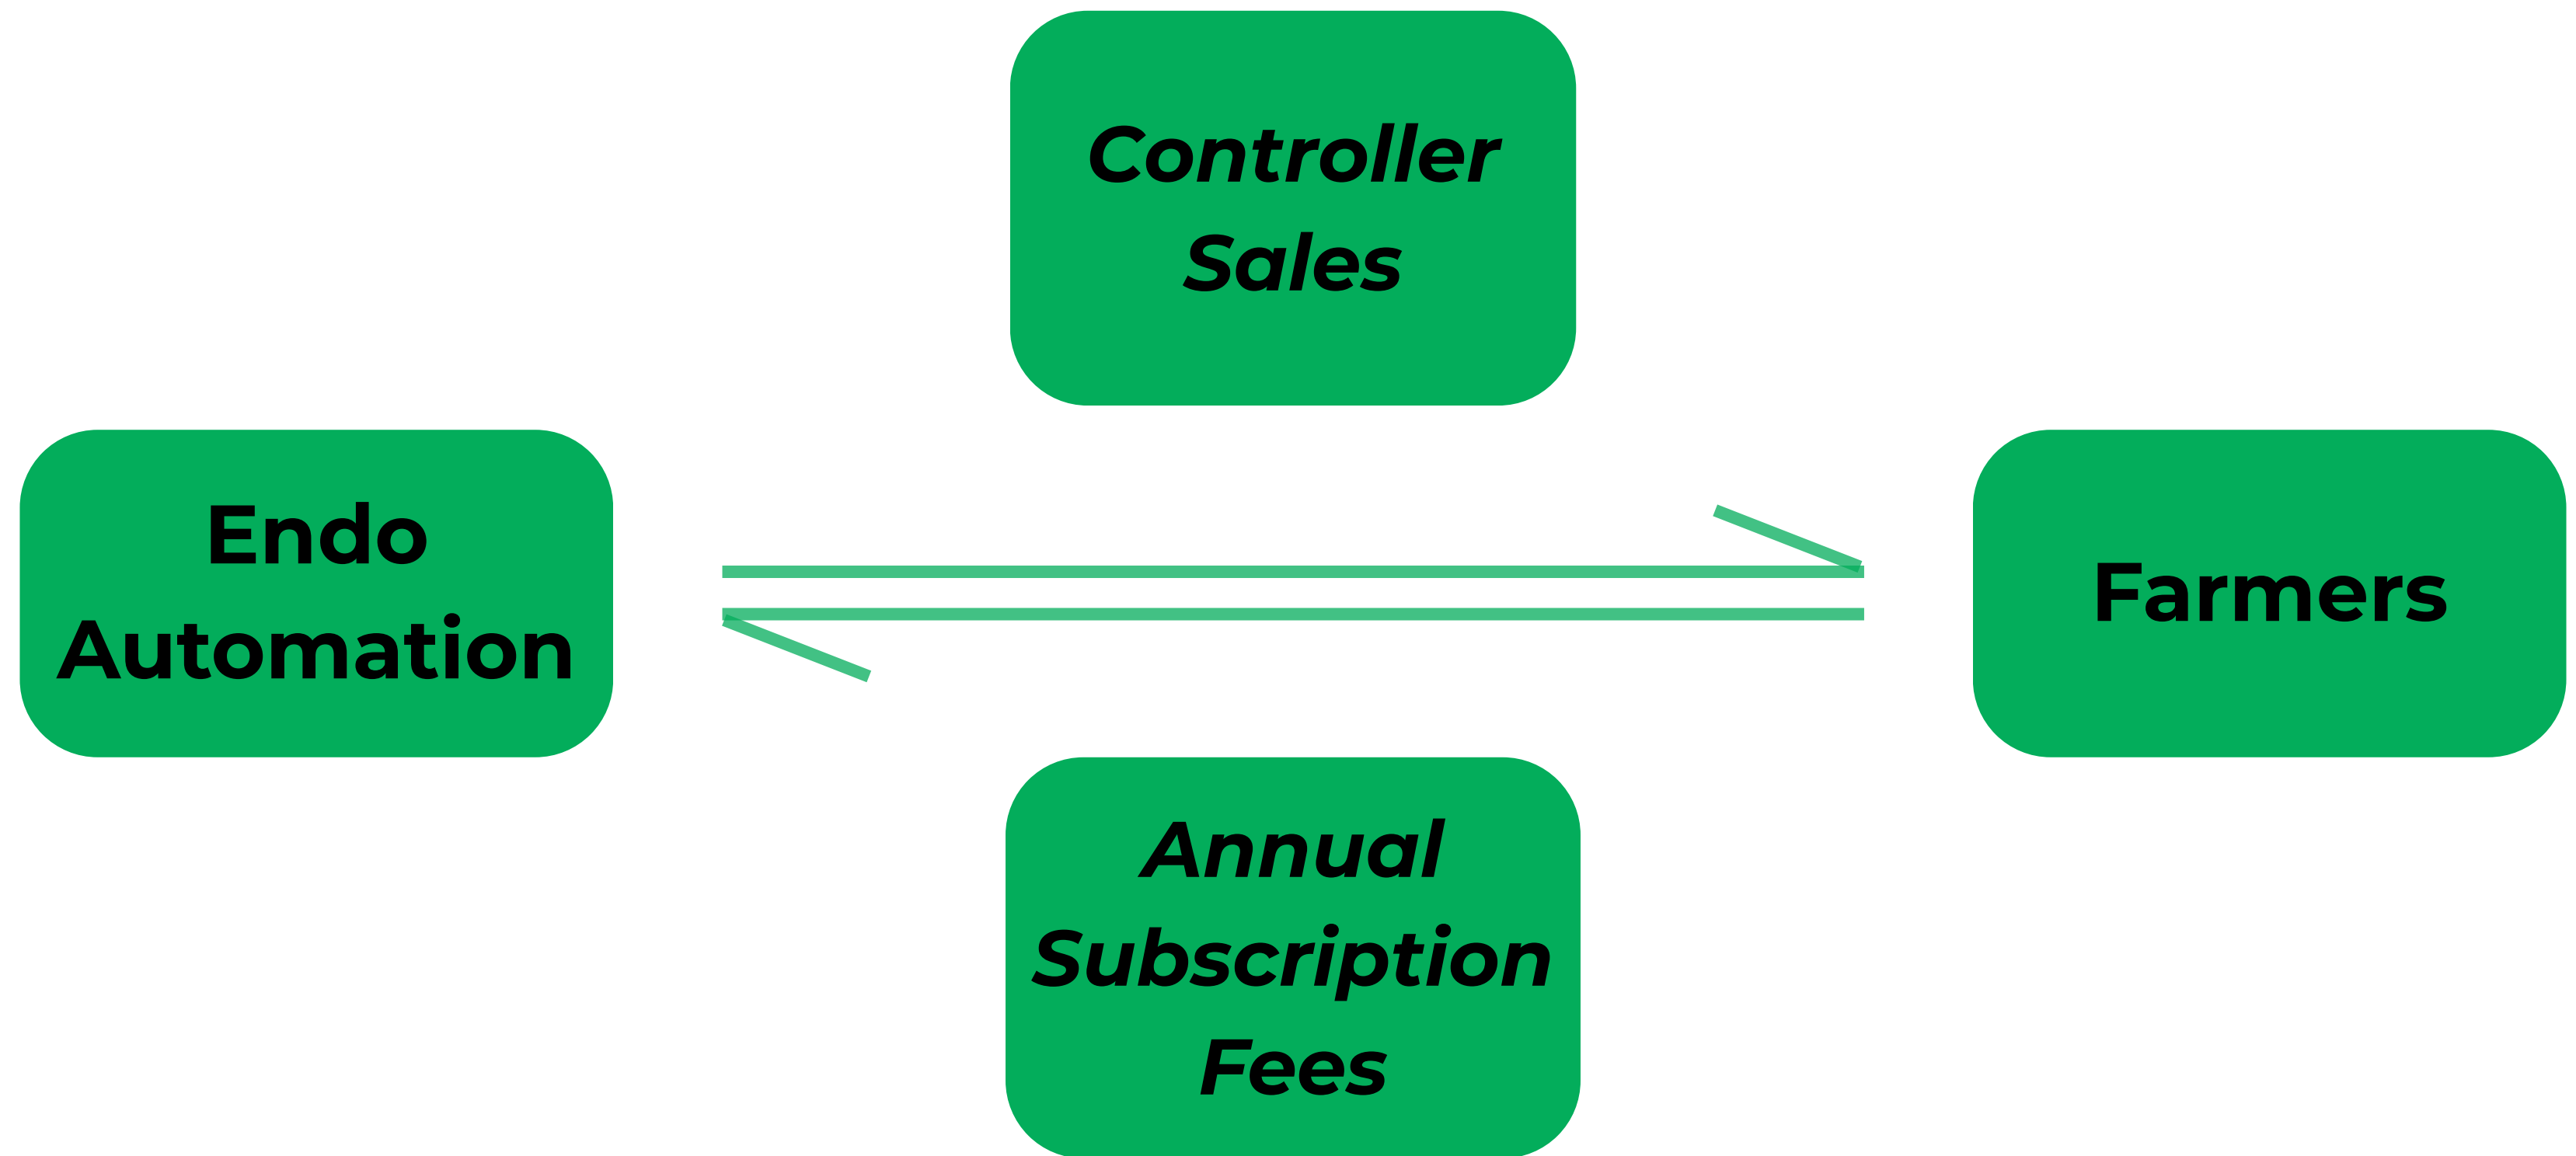 Controller
Sales
Endo
Automation
Farmers
Annual
Subscription
Fees